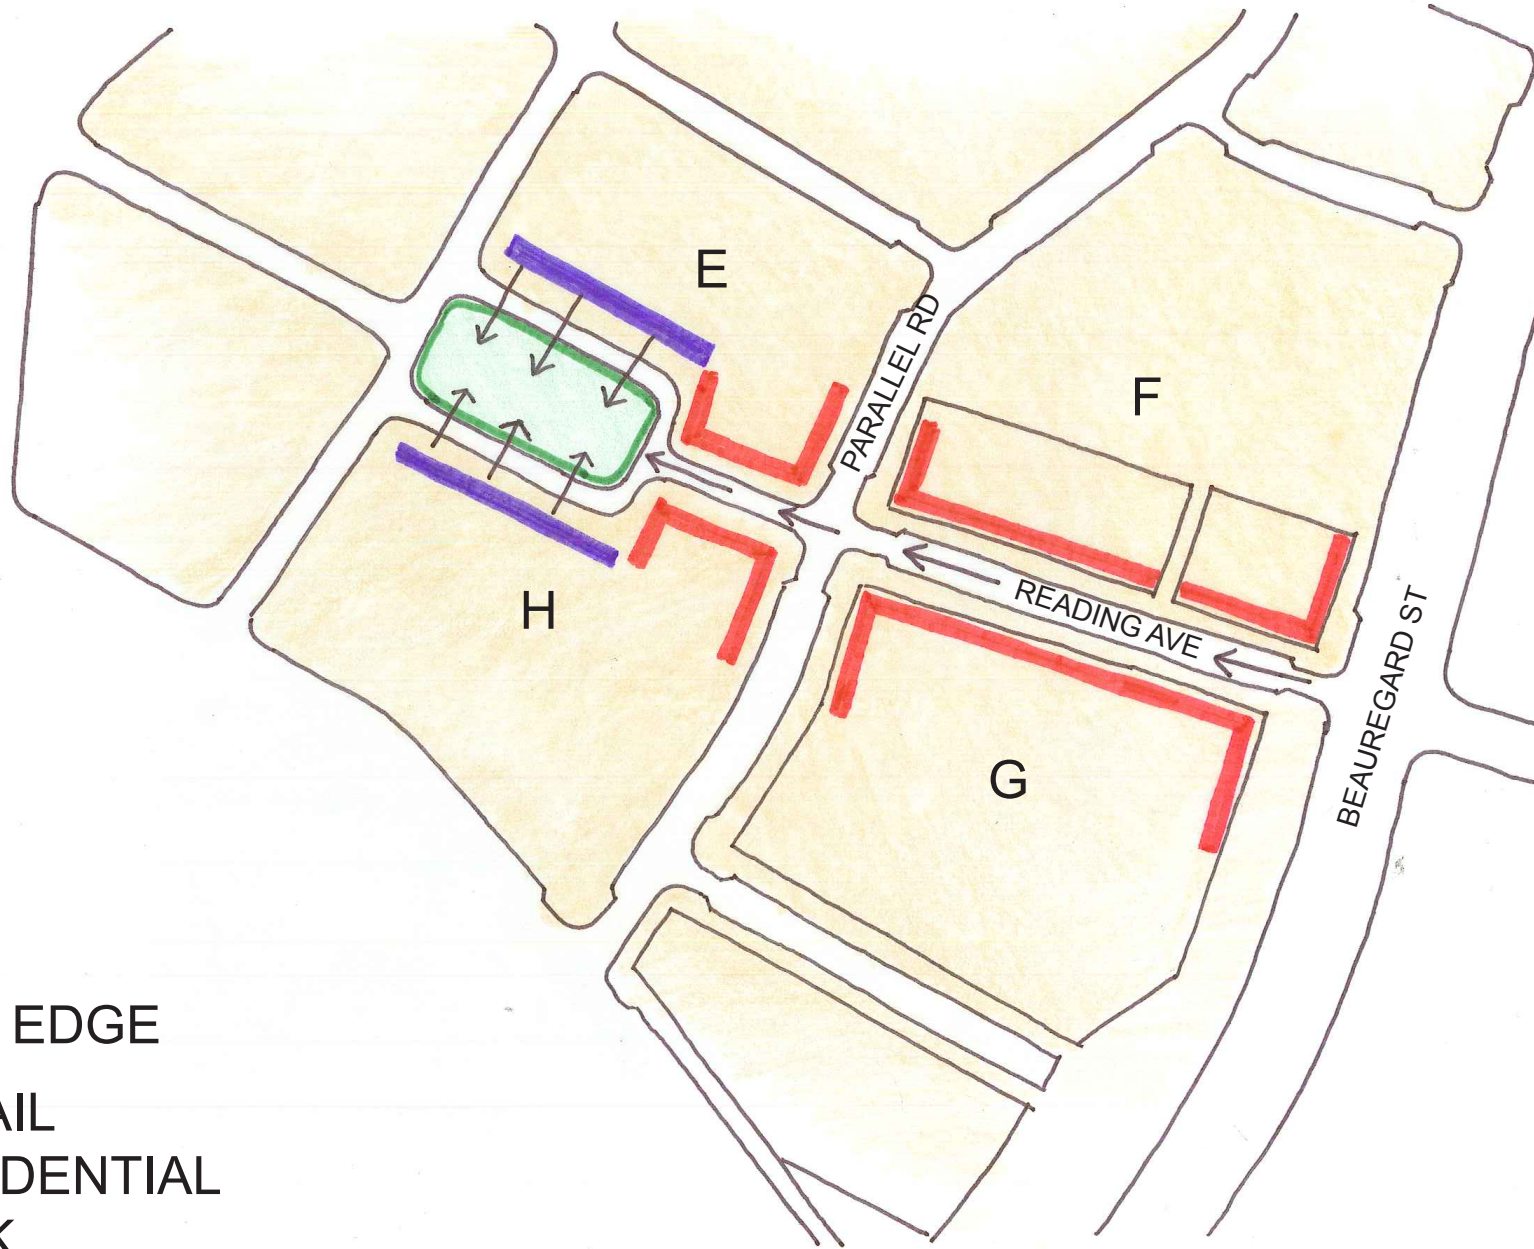 E
PARALLEL RD
F
READING AVE
H
BEAUREGARD ST
G
EDGE
AIL
DENTIAL
K